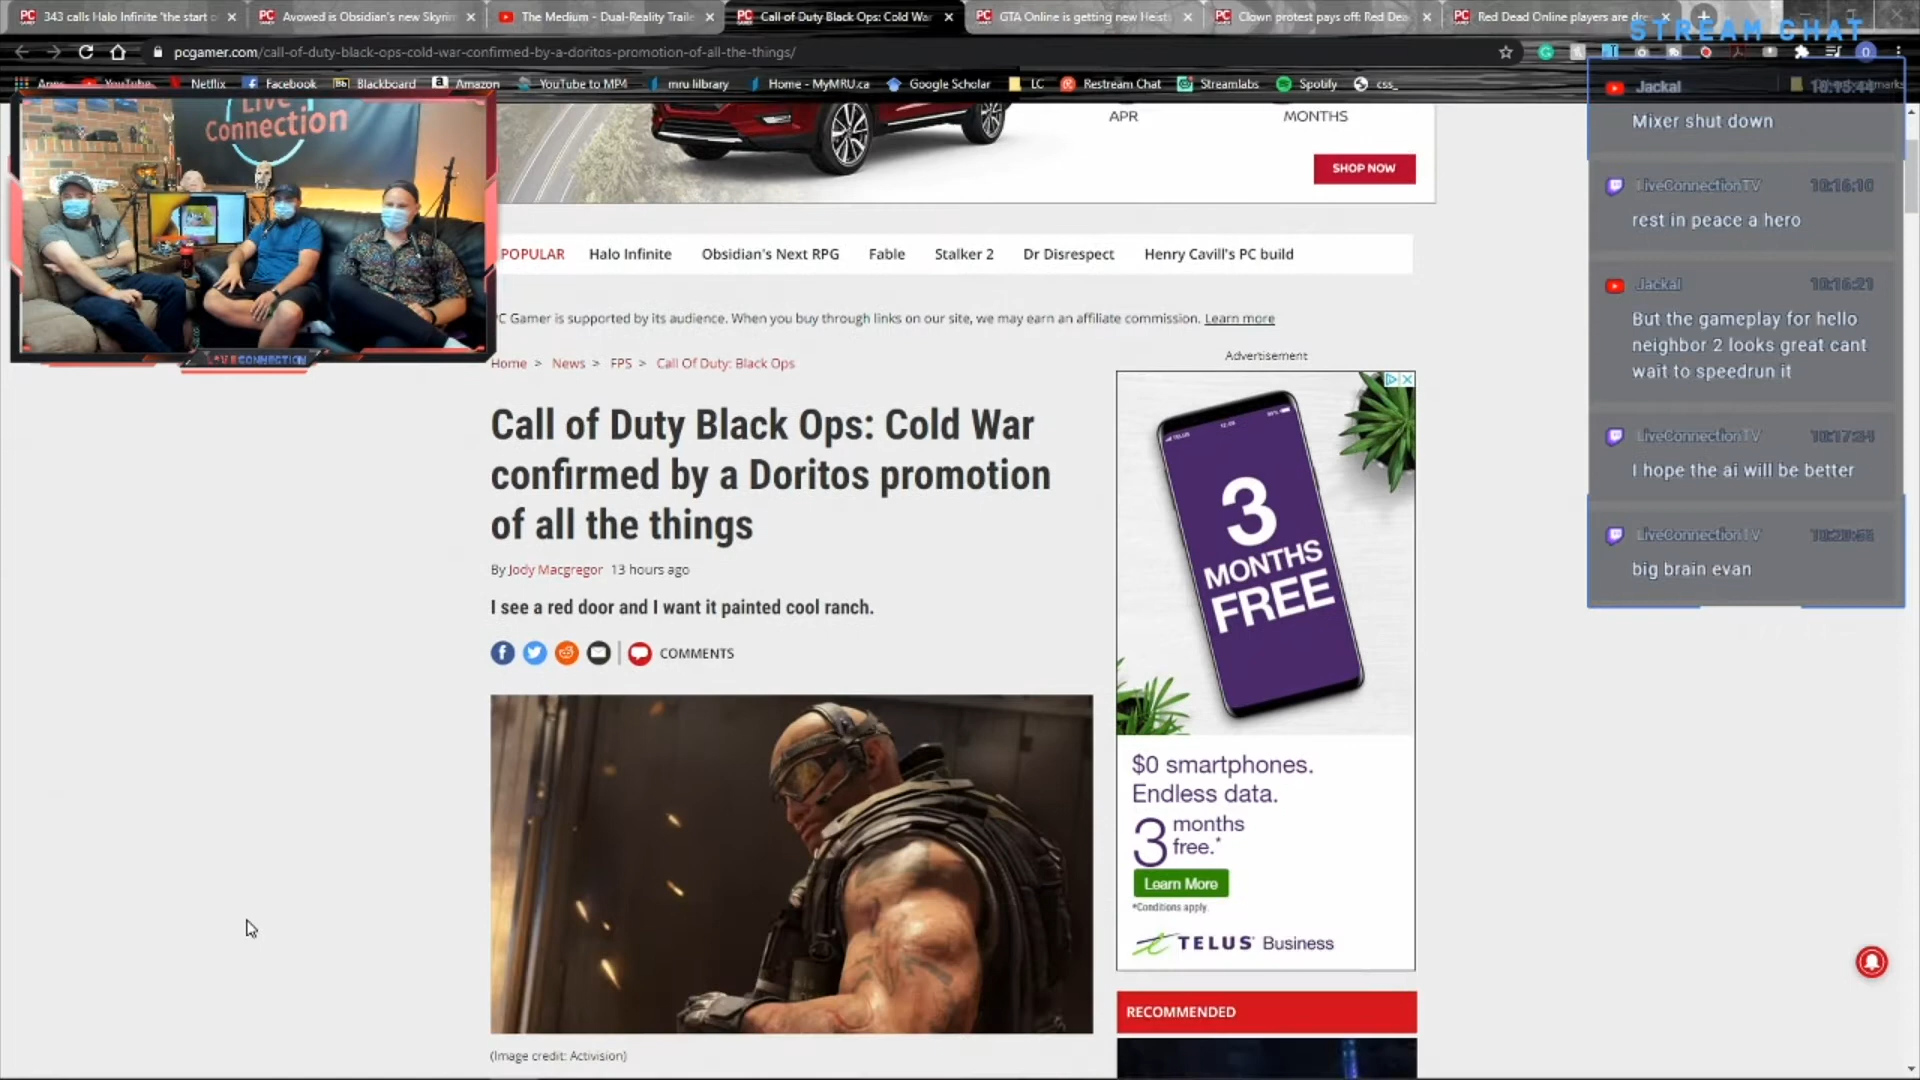 343 calls Halo Infinite 'the start o
Avowed is Obsidian's new Skyrim
The Medium - Dual-Reality Traile
Call of Duty Black Ops: Cold War
GTA Online is getting new Heist
Clown protest pays off: Red Dea
Red Dead Online players are dre
STREAM CHAT
pcgamer.com/call-of-duty-black-ops-cold-war-confirmed-by-a-doritos-promotion-of-all-the-things/
Apps
YouTube
Netflix
Facebook
Blackboard
Amazon
YouTube to MP4
mru lilbrary
Home - MyMRU.ca
Google Scholar
LC
Restream Chat
Streamlabs
Spotify
css_
Live
Connection
LIVECONNECTION
APR
MONTHS
SHOP NOW
POPULAR
Halo Infinite
Obsidian's Next RPG
Fable
Stalker 2
Dr Disrespect
Henry Cavill's PC build
PC Gamer is supported by its audience. When you buy through links on our site, we may earn an affiliate commission. Learn more
Home > News > FPS > Call Of Duty: Black Ops
Call of Duty Black Ops: Cold War
confirmed by a Doritos promotion
of all the things
By Jody Macgregor 13 hours ago
I see a red door and I want it painted cool ranch.
COMMENTS
(Image credit: Activision)
Advertisement
3
MONTHS
FREE
$0 smartphones.
Endless data.
3 months
free.*
Learn More
*Conditions apply.
TELUS Business
RECOMMENDED
Jackal
Mixer shut down
LiveConnectionTV 10:16:10
rest in peace a hero
Jackal 10:16:21
But the gameplay for hello
neighbor 2 looks great cant
wait to speedrun it
LiveConnectionTV
I hope the ai will be better
LiveConnectionTV
big brain evan